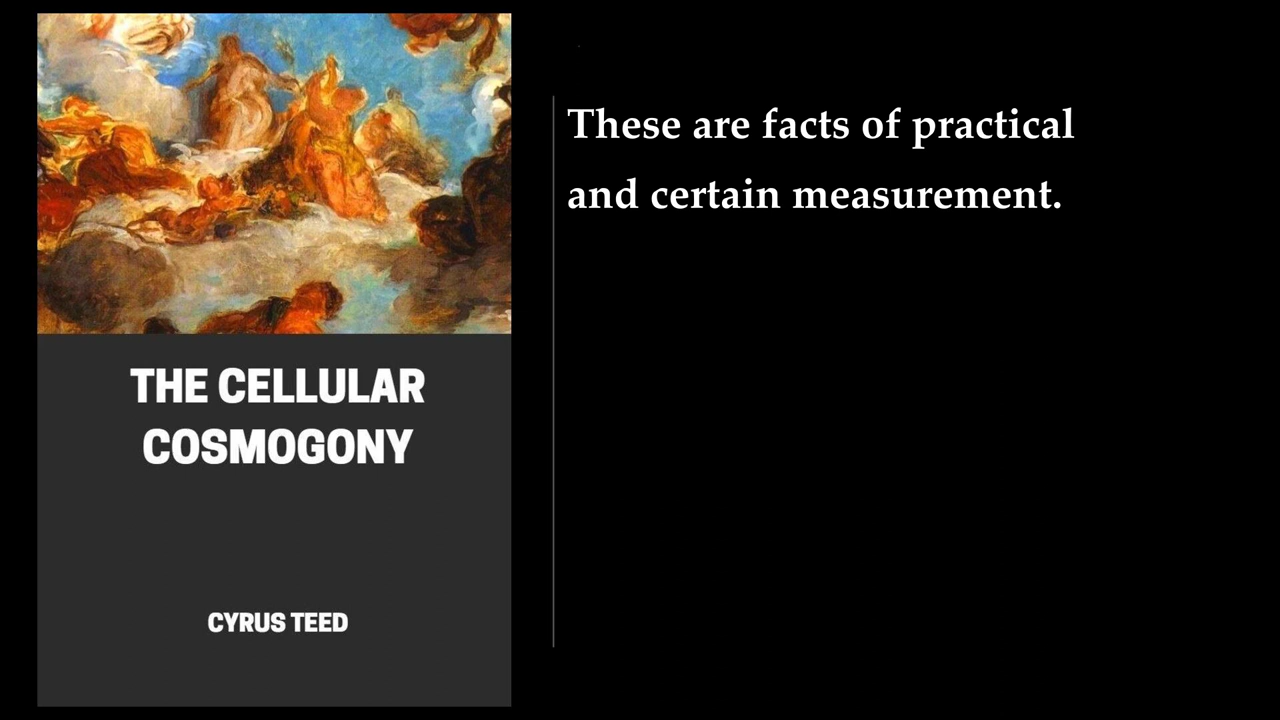 THE CELLULAR
COSMOGONY
CYRUS TEED
These are facts of practical
and certain measurement.